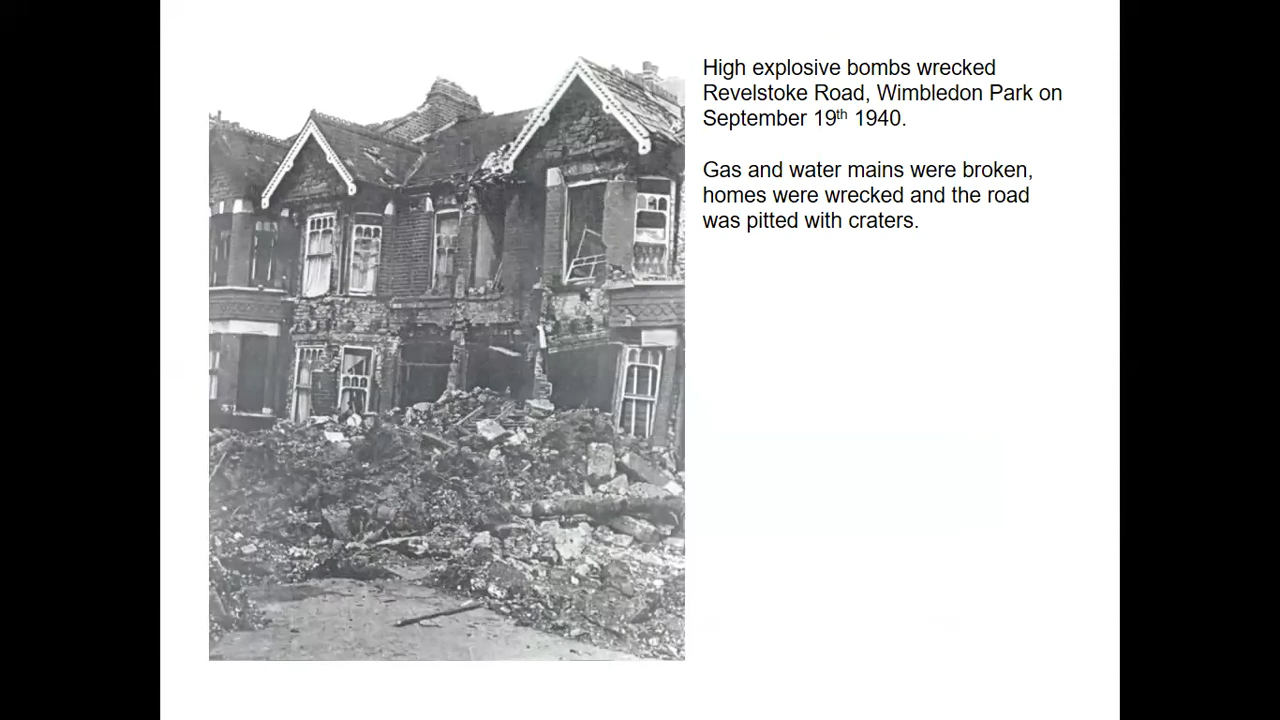 High explosive bombs wrecked
Revelstoke Road, Wimbledon Park on
September 19th 1940.
Gas and water mains were broken,
homes were wrecked and the road
was pitted with craters.